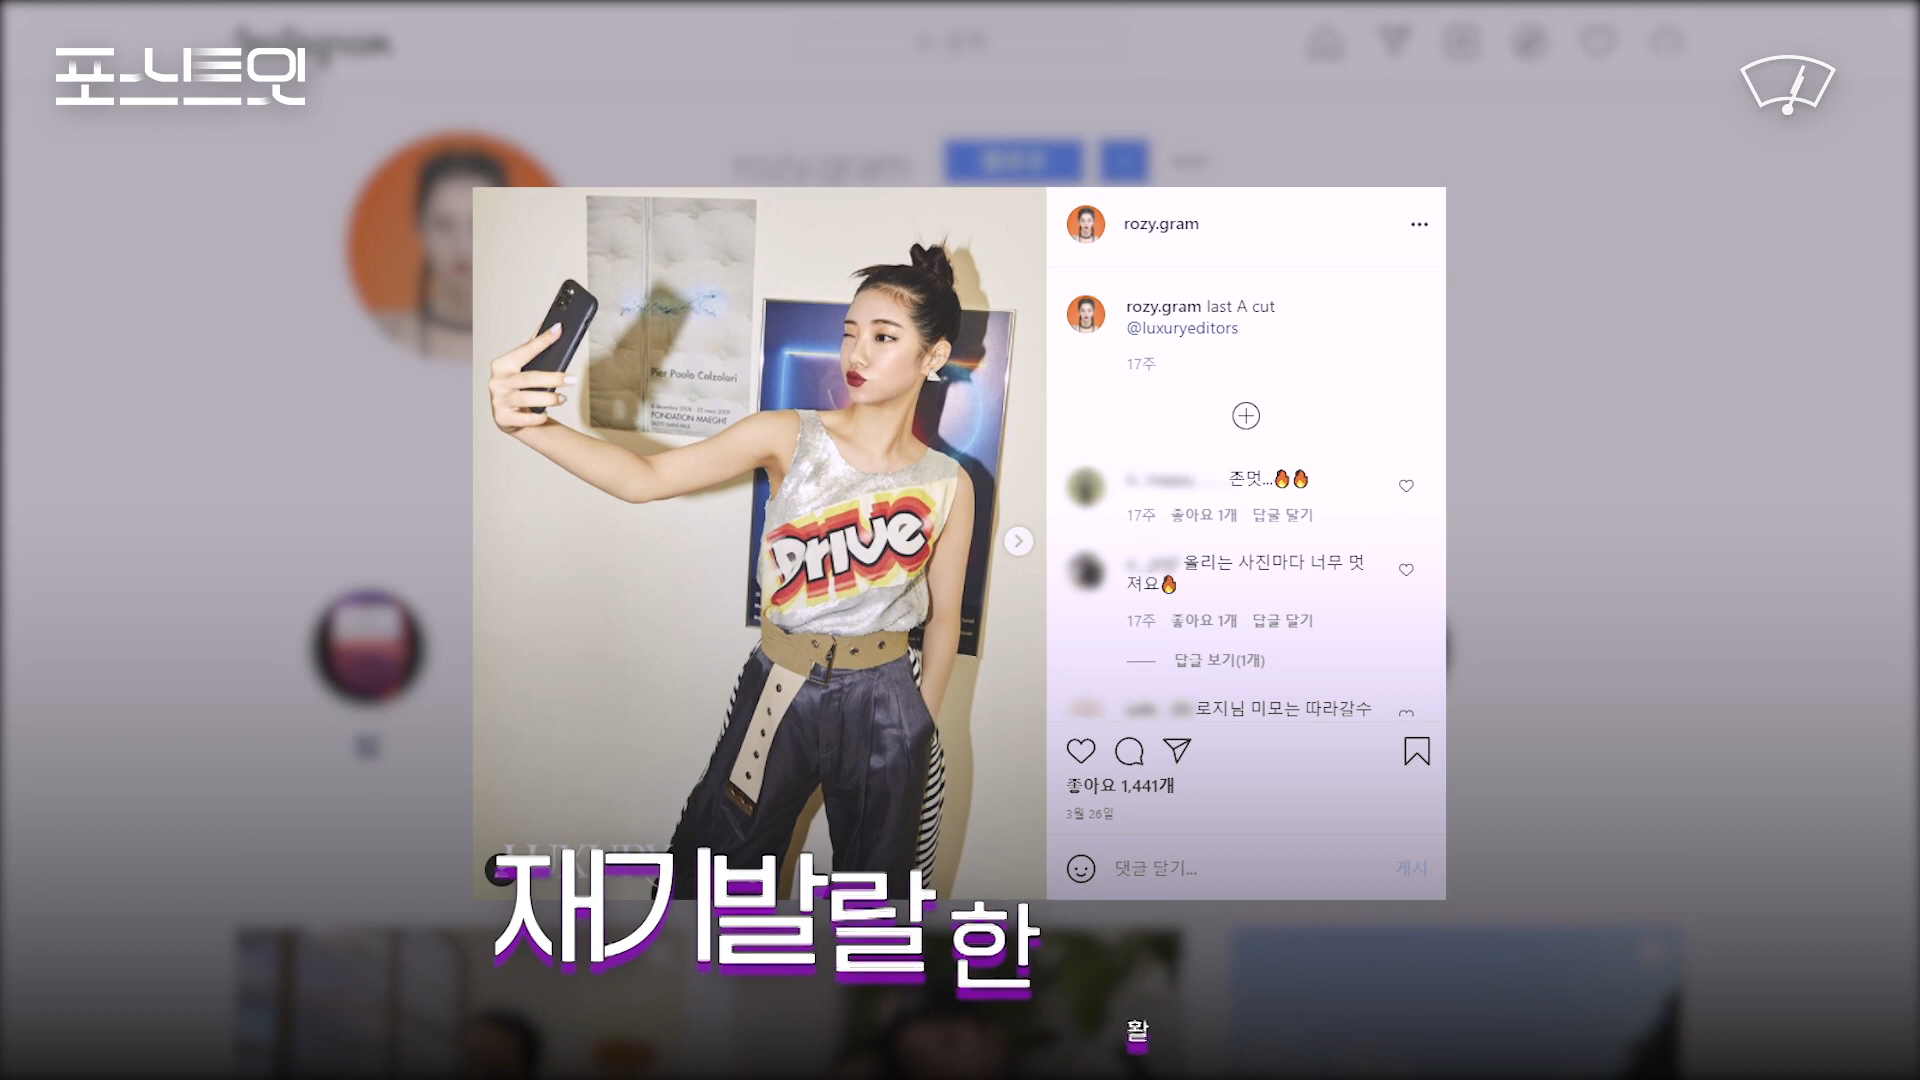 포스트잇
rozy.gram
rozy.gram last A cut
@luxuryeditors
17주
존멋...🔥🔥
17주 좋아요 1개 답글 달기
올리는 사진마다 너무 멋
져요🔥
17주 좋아요 1개 답글 달기
답글 보기(1개)
로지님 미모는 따라갈수
좋아요 1,441개
3월 26일
댓글 달기... 게시
Pier Paolo Calzolari
FONDATION MAEGHT
Drive
LUXURY
재기발랄한
활